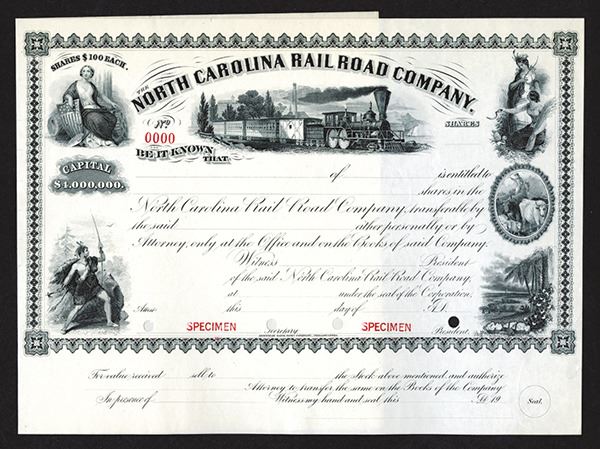 SHARES $100 EACH.
THE NORTH CAROLINA RAIL ROAD COMPANY.
No
0000
SHARES
BE IT KNOWN THAT
CAPITAL
$4,000,000.
of is entitled to
shares in the
North Carolina Rail Road Company, transferable by
the said either personally or by
Attorney, only at the Office and on the Books of said Company.
Witness President
of the said North Carolina Rail Road Company,
at under the seal of the Corporation,
this day of A.D.
SPECIMEN SPECIMEN
Secretary President
For value received sell to the Stock above mentioned and authorize
Attorney to transfer the same on the Books of the Company
In presence of Witness my hand and seal this A.D. 19
Seal.